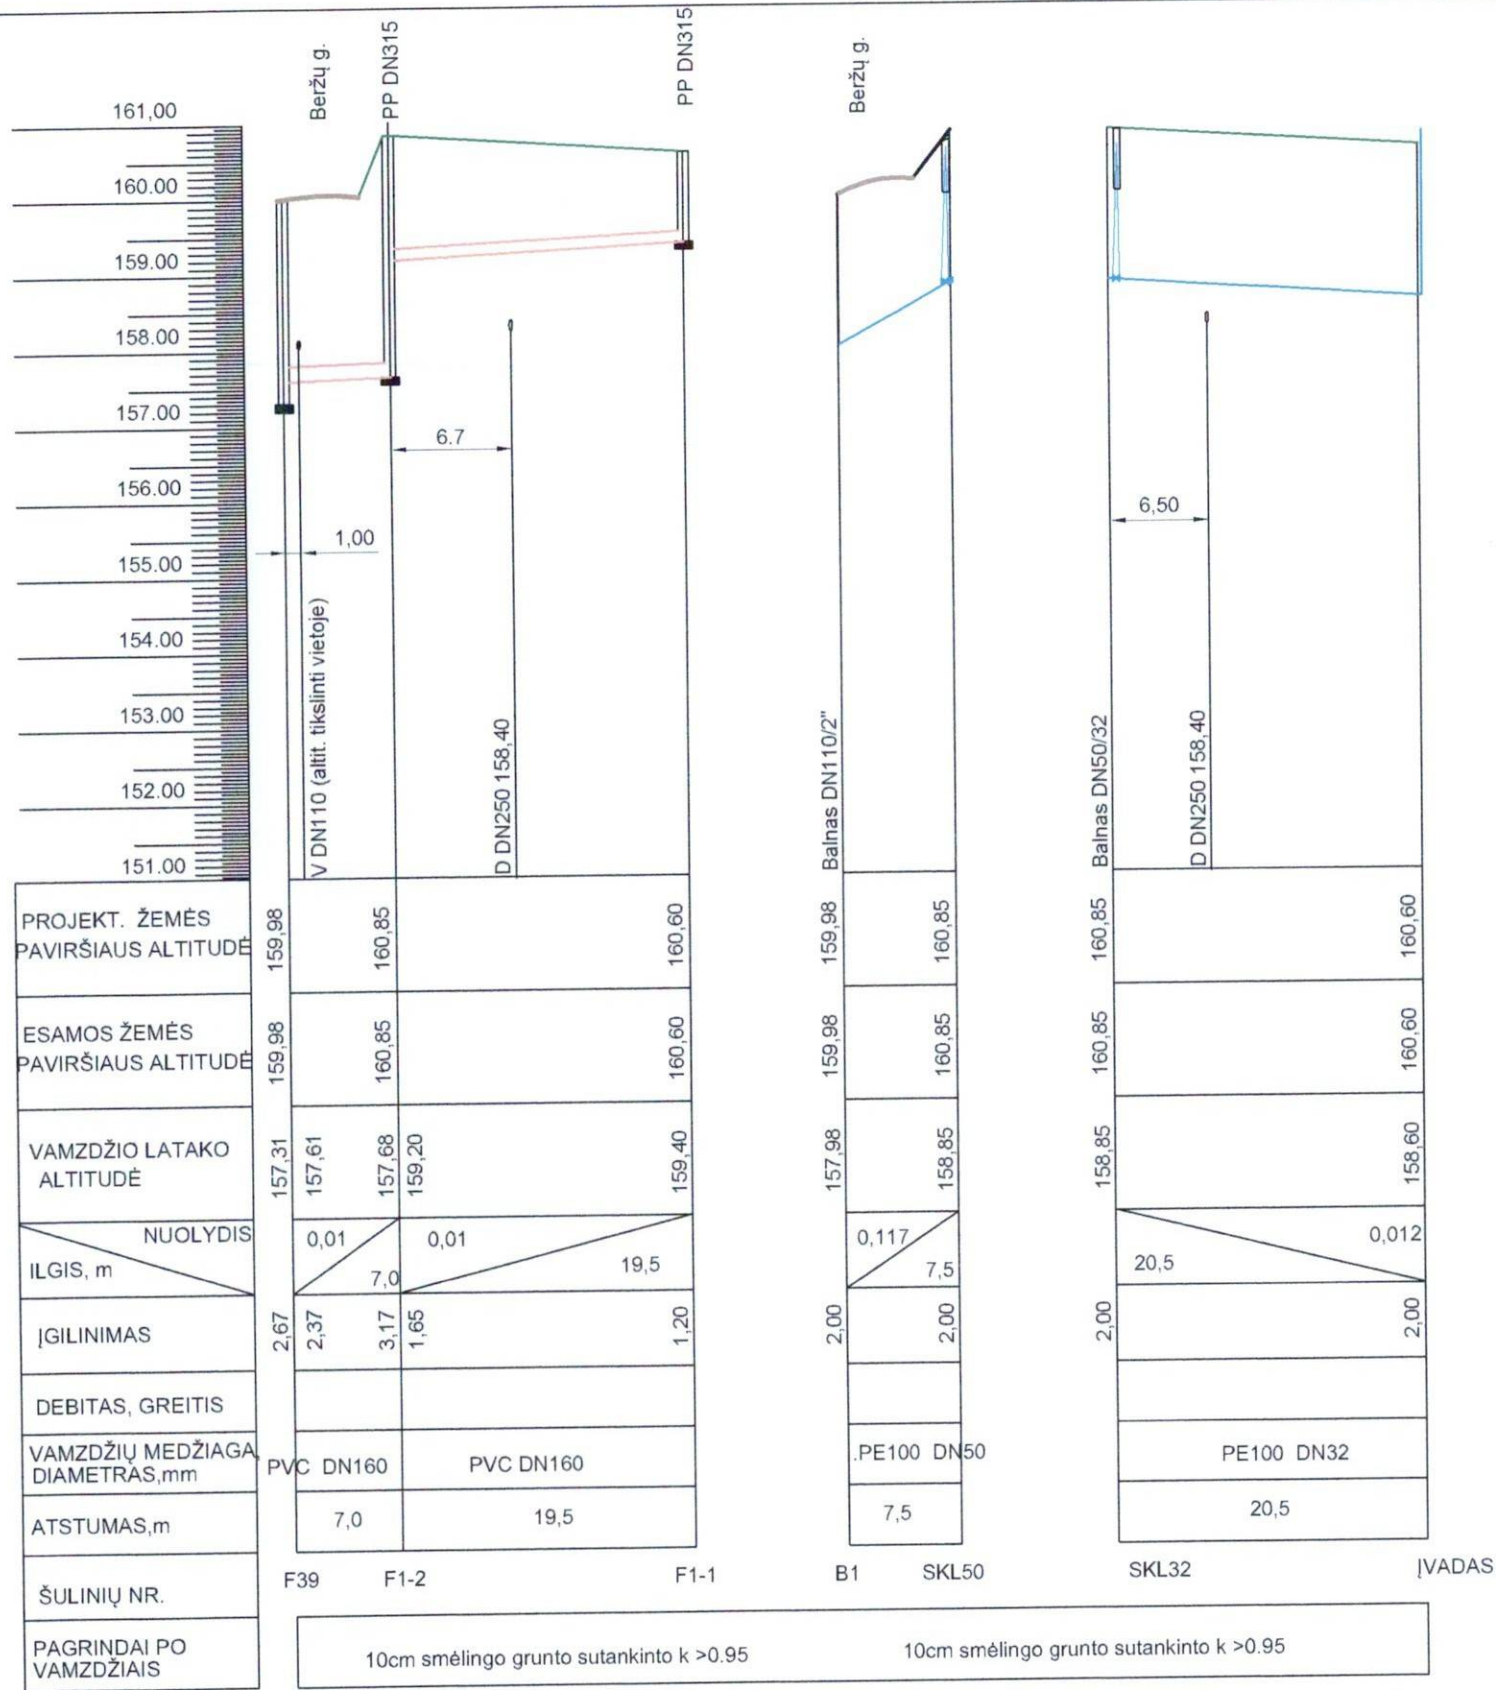 Beržų g.
PP DN315
PP DN315
Beržų g.
161,00
160.00
159.00
158.00
157.00
156.00
155.00
154.00
153.00
152.00
151.00
6.7
1,00
6,50
V DN110 (altit. tikslinti vietoje)
D DN250 158,40
Balnas DN110/2"
Balnas DN50/32
D DN250 158,40
PROJEKT. ŽEMĖS
PAVIRŠIAUS ALTITUDĖ
159,98
160,85
160,60
159,98
160,85
160,85
160,60
ESAMOS ŽEMĖS
PAVIRŠIAUS ALTITUDĖ
159,98
160,85
160,60
159,98
160,85
160,85
160,60
VAMZDŽIO LATAKO
ALTITUDĖ
157,31
157,61
157,68
159,20
159,40
157,98
158,85
158,85
158,60
NUOLYDIS
ILGIS, m
0,01
7,0
0,01
19,5
0,117
7,5
20,5
0,012
ĮGILINIMAS
2,67
2,37
3,17
1,65
1,20
2,00
2,00
2,00
2,00
DEBITAS, GREITIS
VAMZDŽIŲ MEDŽIAGA,
DIAMETRAS,mm
PVC DN160
PVC DN160
.PE100 DN50
PE100 DN32
ATSTUMAS,m
7,0
19,5
7,5
20,5
ŠULINIŲ NR.
F39
F1-2
F1-1
B1
SKL50
SKL32
ĮVADAS
PAGRINDAI PO
VAMZDŽIAIS
10cm smėlingo grunto sutankinto k >0.95
10cm smėlingo grunto sutankinto k >0.95